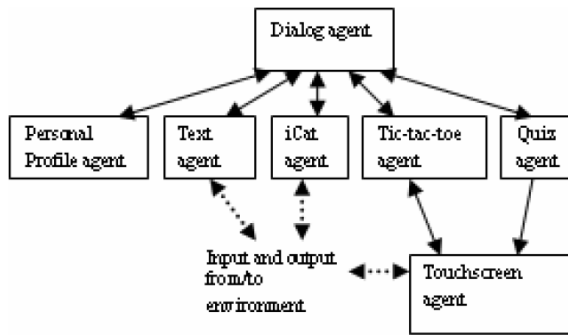 Dialog agent
Personal
Profile agent
Text
agent
iCat
agent
Tic-tac-toe
agent
Quiz
agent
Input and output
from/to
environment
Touchscreen
agent